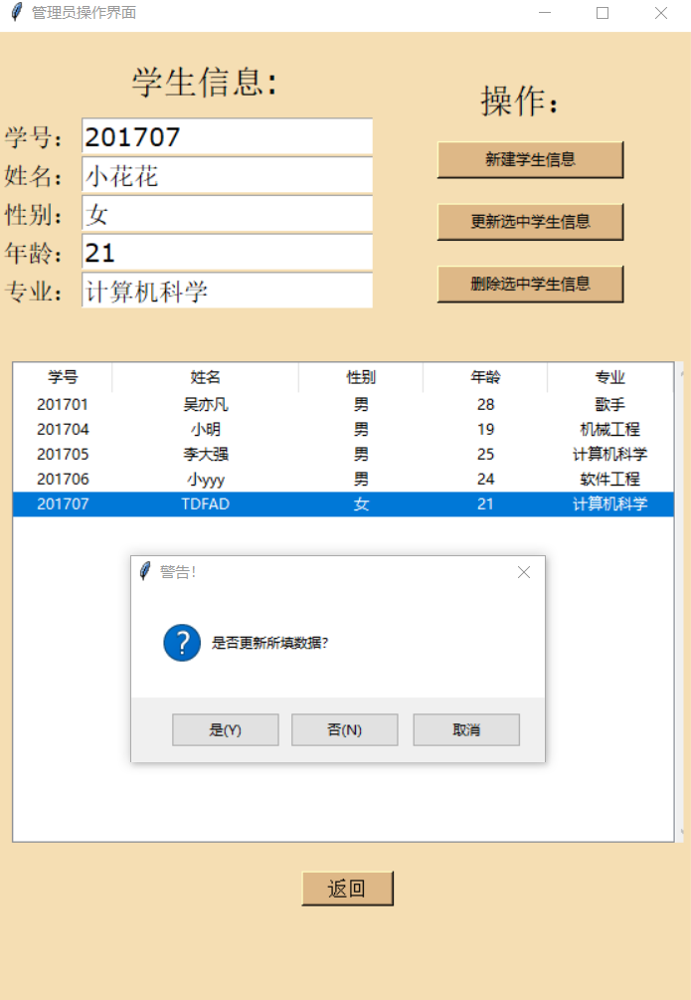 管理员操作界面
学生信息:
操作:
学号: 201707
姓名: 小花花
性别: 女
年龄: 21
专业: 计算机科学
新建学生信息
更新选中学生信息
删除选中学生信息
学号 姓名 性别 年龄 专业
201701 吴亦凡 男 28 歌手
201704 小明 男 19 机械工程
201705 李大强 男 25 计算机科学
201706 小yyy 男 24 软件工程
201707 TDFAD 女 21 计算机科学
警告!
是否更新所填数据?
是(Y) 否(N) 取消
返回